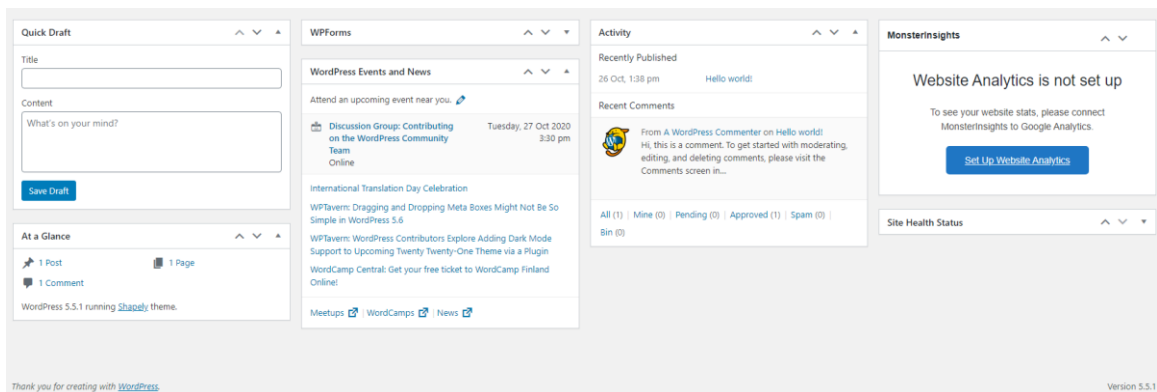 Quick Draft
Title
Content
What's on your mind?
Save Draft
At a Glance
1 Post
1 Page
1 Comment
WordPress 5.5.1 running Shapely theme.
WPForms
WordPress Events and News
Attend an upcoming event near you.
Discussion Group: Contributing
on the WordPress Community
Team
Online
Tuesday, 27 Oct 2020
3:30 pm
International Translation Day Celebration
WPTavern: Dragging and Dropping Meta Boxes Might Not Be So
Simple in WordPress 5.6
WPTavern: WordPress Contributors Explore Adding Dark Mode
Support to Upcoming Twenty Twenty-One Theme via a Plugin
WordCamp Central: Get your free ticket to WordCamp Finland
Online!
Meetups | WordCamps | News
Activity
Recently Published
26 Oct, 1:38 pm Hello world!
Recent Comments
From A WordPress Commenter on Hello world!
Hi, this is a comment. To get started with moderating,
editing, and deleting comments, please visit the
Comments screen in…
All (1) | Mine (0) | Pending (0) | Approved (1) | Spam (0) |
Bin (0)
MonsterInsights
Website Analytics is not set up
To see your website stats, please connect
MonsterInsights to Google Analytics.
Set Up Website Analytics
Site Health Status
Thank you for creating with WordPress.
Version 5.5.1